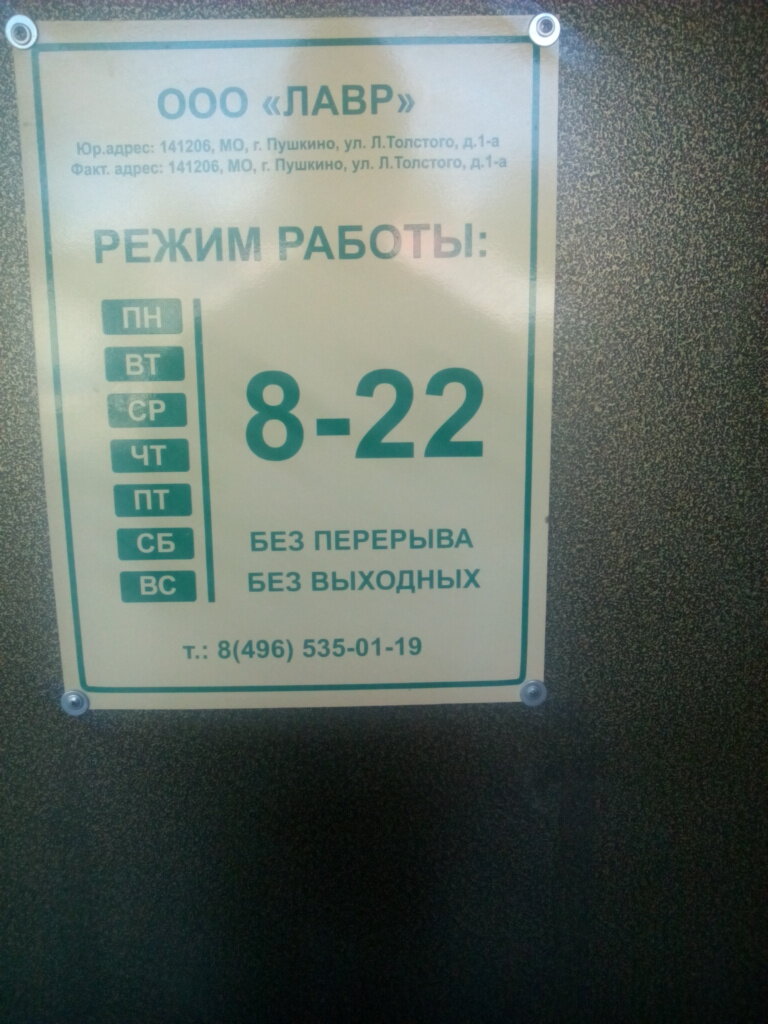 ООО «ЛАВР»
Юр.адрес: 141206, МО, г. Пушкино, ул. Л.Толстого, д.1-а
Факт. адрес: 141206, МО, г. Пушкино, ул. Л.Толстого, д.1-а
РЕЖИМ РАБОТЫ:
ПН
ВТ
СР
ЧТ
ПТ
СБ
ВС
8-22
БЕЗ ПЕРЕРЫВА
БЕЗ ВЫХОДНЫХ
т.: 8(496) 535-01-19